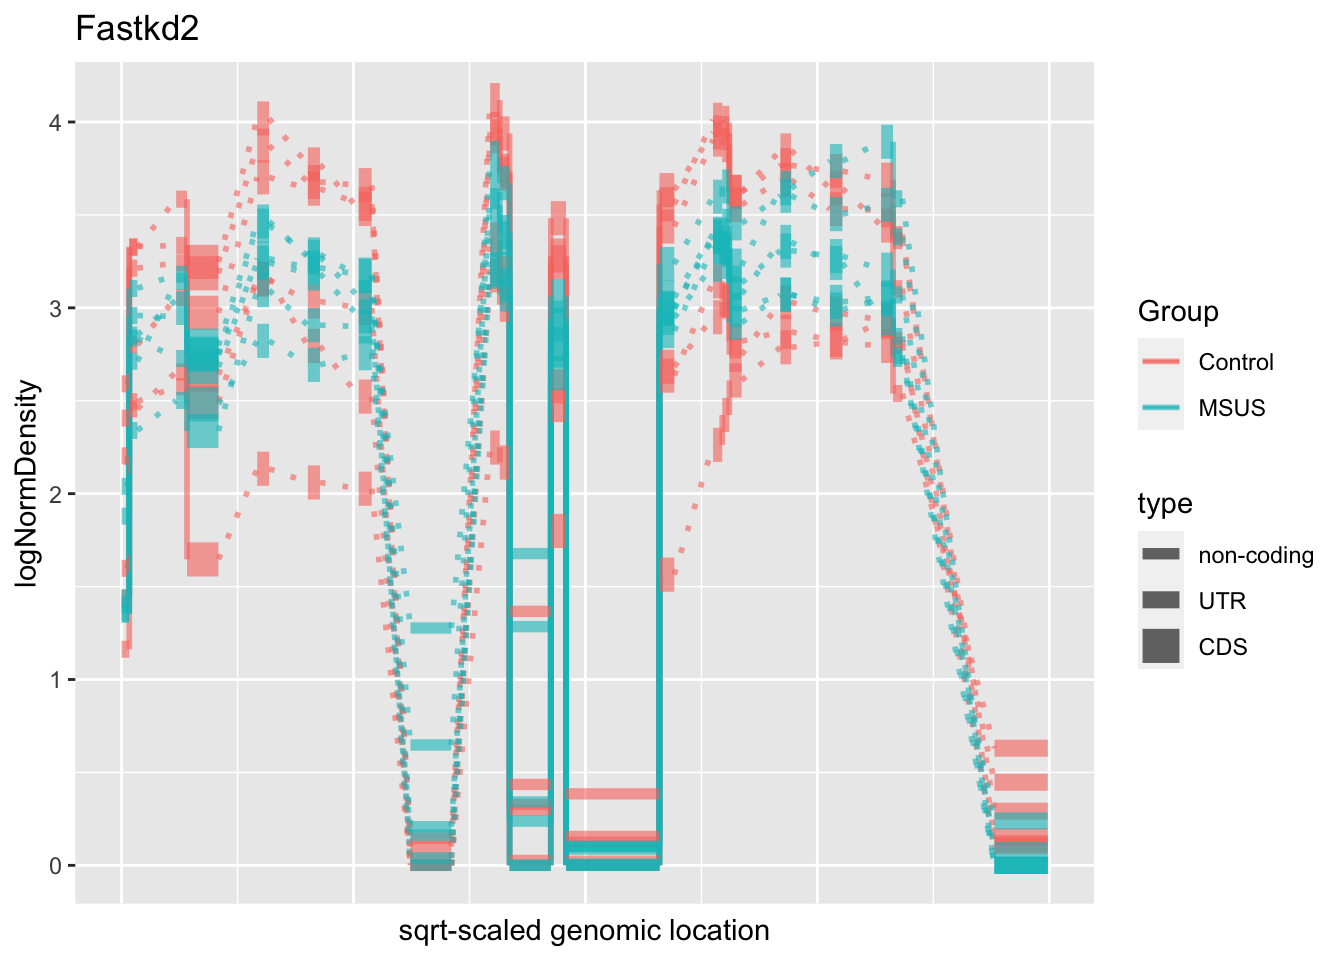 Fastkd2
logNormDensity
4
3
2
1
0
sqrt-scaled genomic location
Group
Control
MSUS
type
non-coding
UTR
CDS